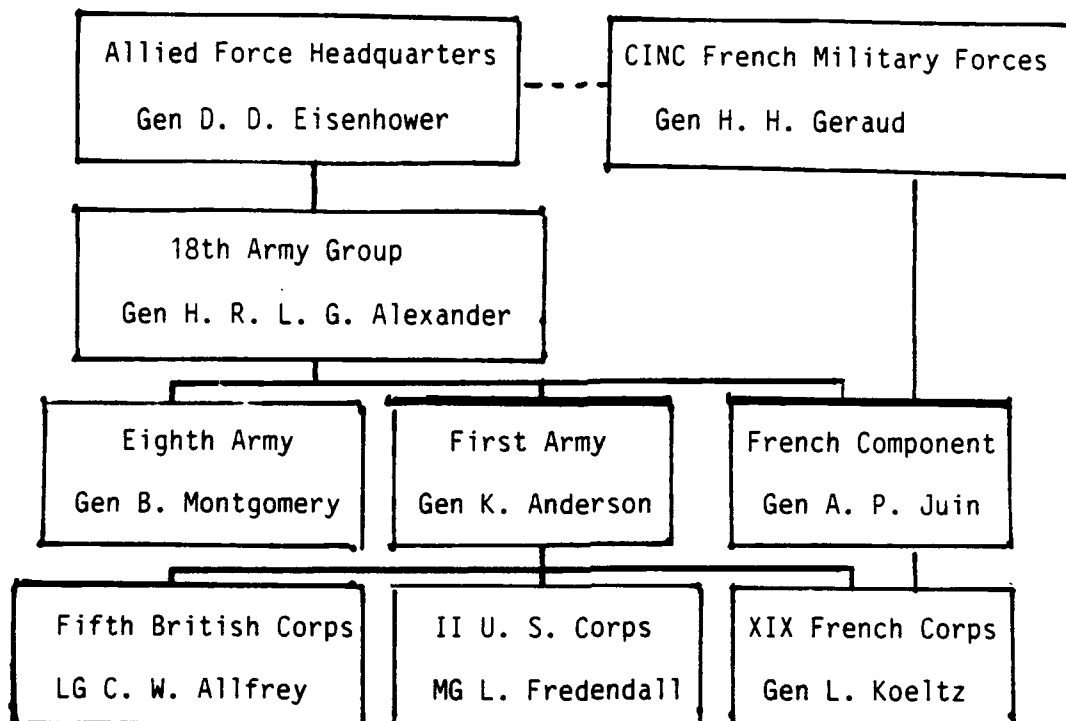 Allied Force Headquarters
Gen D. D. Eisenhower
CINC French Military Forces
Gen H. H. Geraud
18th Army Group
Gen H. R. L. G. Alexander
Eighth Army
Gen B. Montgomery
First Army
Gen K. Anderson
French Component
Gen A. P. Juin
Fifth British Corps
LG C. W. Allfrey
II U. S. Corps
MG L. Fredendall
XIX French Corps
Gen L. Koeltz